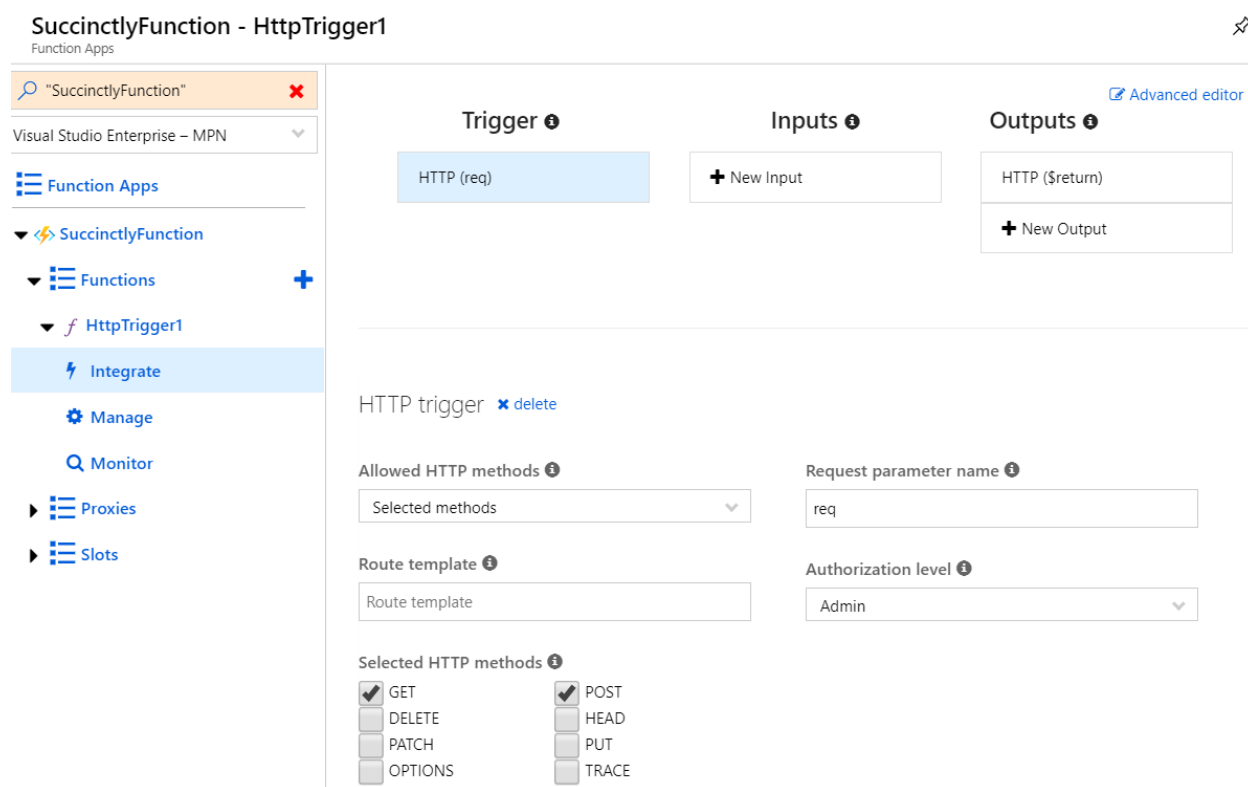 SuccinctlyFunction - HttpTrigger1
Function Apps
"SuccinctlyFunction"
Visual Studio Enterprise – MPN
Function Apps
SuccinctlyFunction
Functions
HttpTrigger1
Integrate
Manage
Monitor
Proxies
Slots
Advanced editor
Trigger
Inputs
Outputs
HTTP (req)
New Input
HTTP ($return)
New Output
HTTP trigger delete
Allowed HTTP methods
Selected methods
Request parameter name
req
Route template
Route template
Authorization level
Admin
Selected HTTP methods
GET POST
DELETE HEAD
PATCH PUT
OPTIONS TRACE